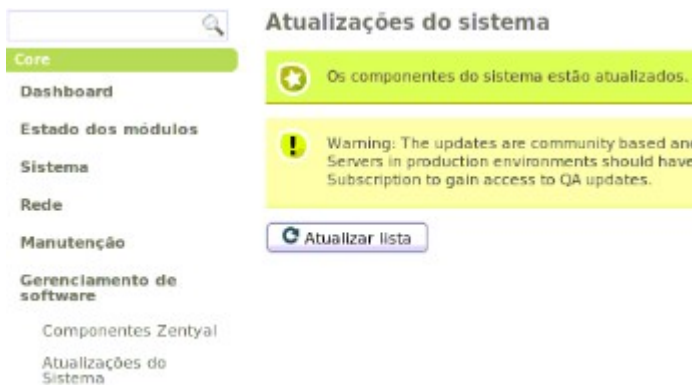 Core
Dashboard
Estado dos módulos
Sistema
Rede
Manutenção
Gerenciamento de
software
Componentes Zentyal
Atualizações do
Sistema
Atualizações do sistema
Os componentes do sistema estão atualizados.
Warning: The updates are community based and
Servers in production environments should have
Subscription to gain access to QA updates.
Atualizar lista